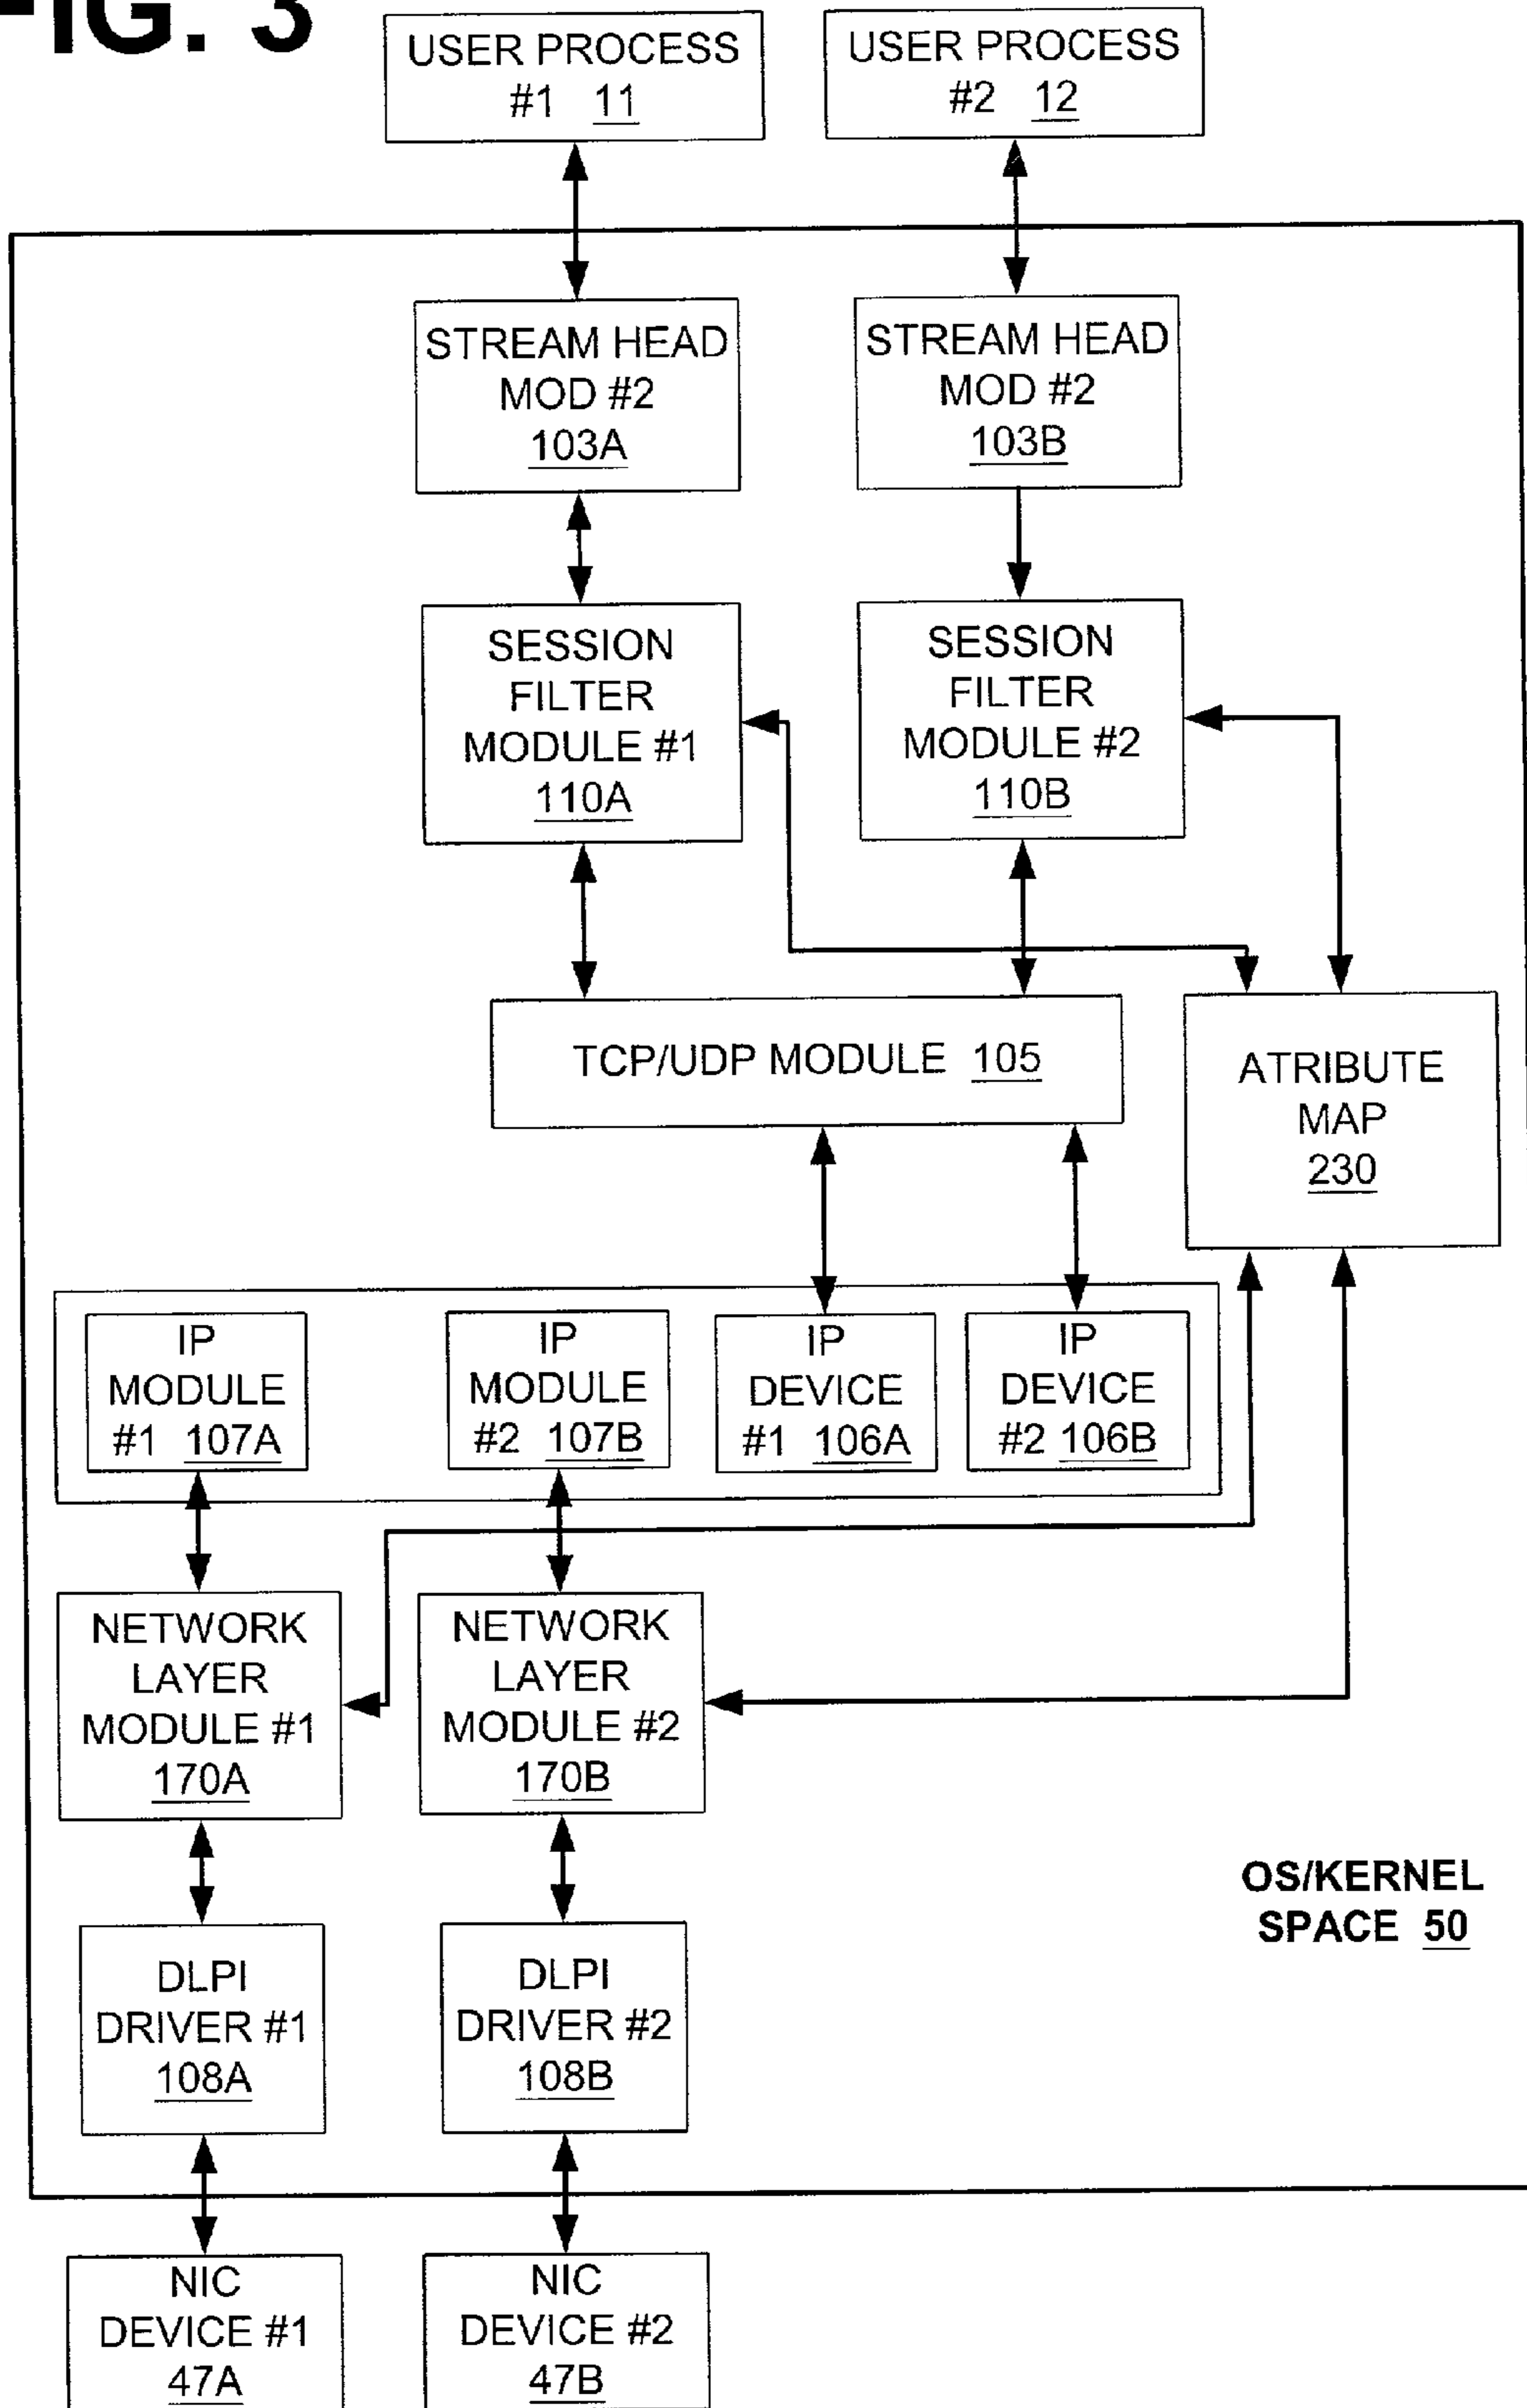 FIG. 3
USER PROCESS
#1 11
USER PROCESS
#2 12
STREAM HEAD
MOD #2
103A
STREAM HEAD
MOD #2
103B
SESSION
FILTER
MODULE #1
110A
SESSION
FILTER
MODULE #2
110B
TCP/UDP MODULE 105
ATRIBUTE
MAP
230
IP
MODULE
#1 107A
IP
MODULE
#2 107B
IP
DEVICE
#1 106A
IP
DEVICE
#2 106B
NETWORK
LAYER
MODULE #1
170A
NETWORK
LAYER
MODULE #2
170B
OS/KERNEL
SPACE 50
DLPI
DRIVER #1
108A
DLPI
DRIVER #2
108B
NIC
DEVICE #1
47A
NIC
DEVICE #2
47B